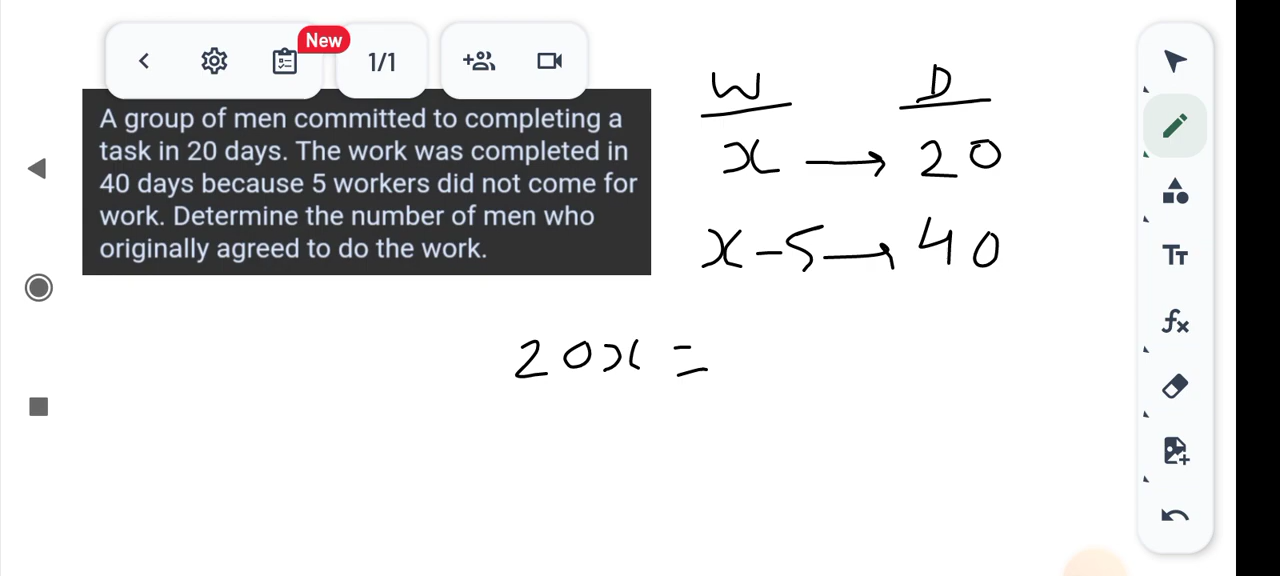 New
1/1
A group of men committed to completing a
task in 20 days. The work was completed in
40 days because 5 workers did not come for
work. Determine the number of men who
originally agreed to do the work.
W D
x → 20
x-5 → 40
20x =
Tт
fx